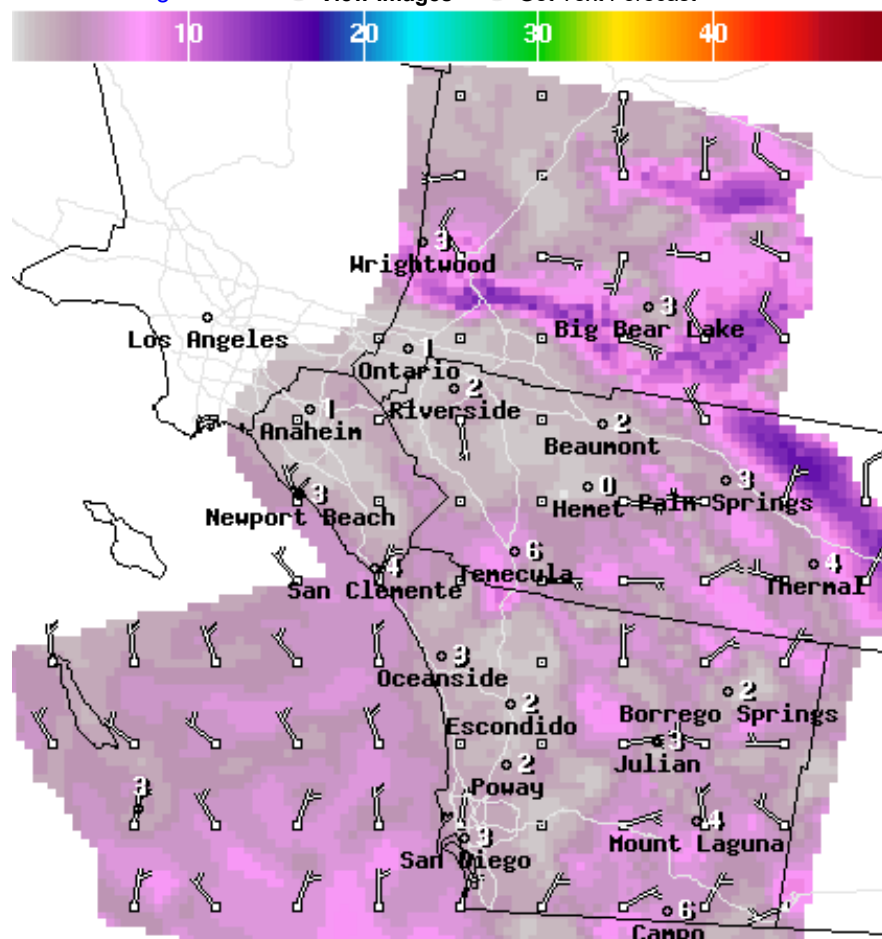 View Images
10 20 30 40
3
Wrightwood
3
Big Bear Lake
Los Angeles
1
Ontario
2
Riverside
1
Anaheim
2
Beaumont
3
Palm Springs
0
Hemet
3
Newport Beach
6
Temecula
4
San Clemente
4
Thermal
3
Oceanside
2
Escondido
2
Borrego Springs
3
Julian
2
Poway
3
4
Mount Laguna
3
San Diego
6
Campo